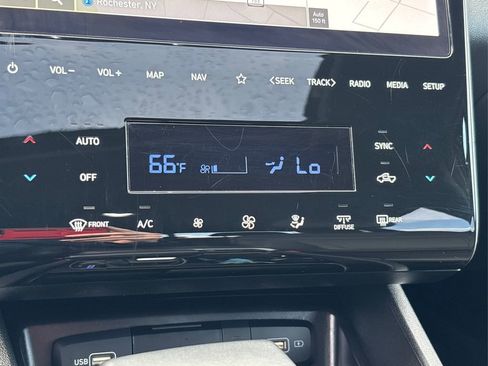 Rochester, NY
Auto
150 ft
VOL− VOL+ MAP NAV ☆ <SEEK TRACK> RADIO MEDIA SETUP
AUTO 66°F Lo SYNC
OFF
FRONT A/C DIFFUSE REAR
USB